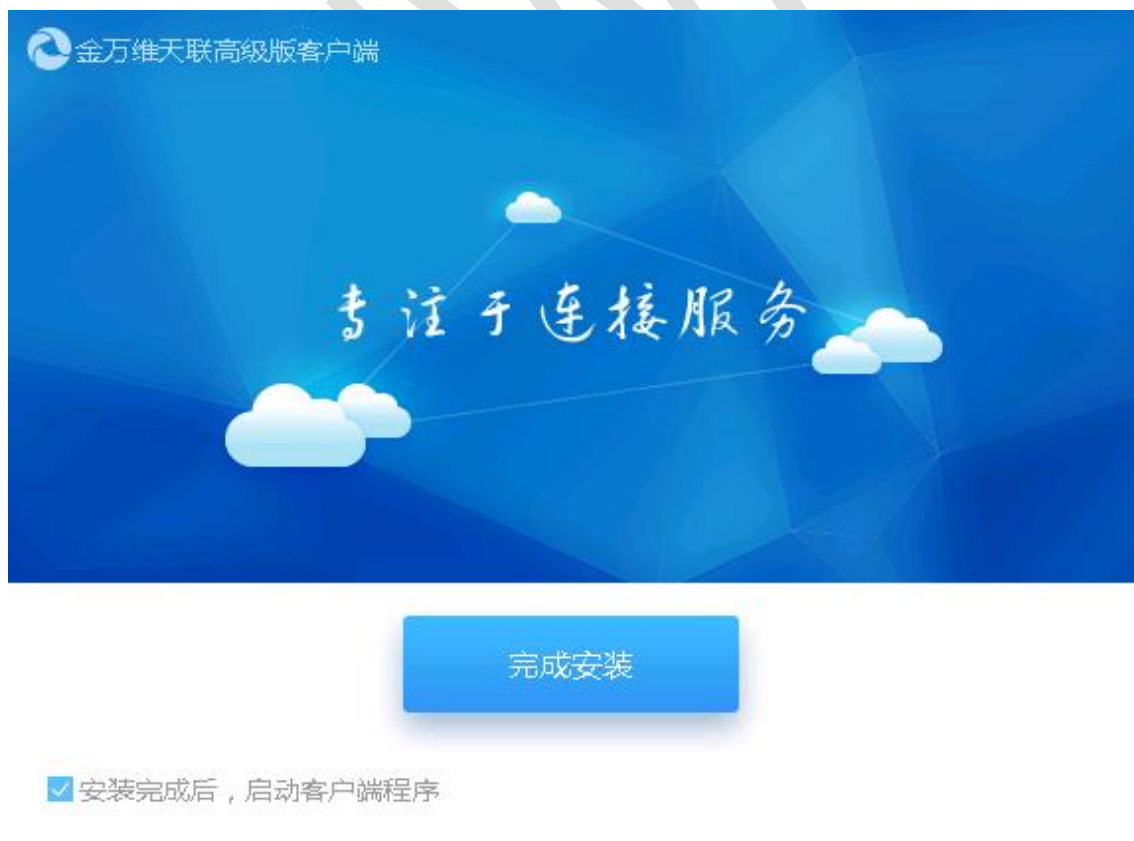 金万维天联高级版客户端
专注于连接服务
完成安装
安装完成后，启动客户端程序